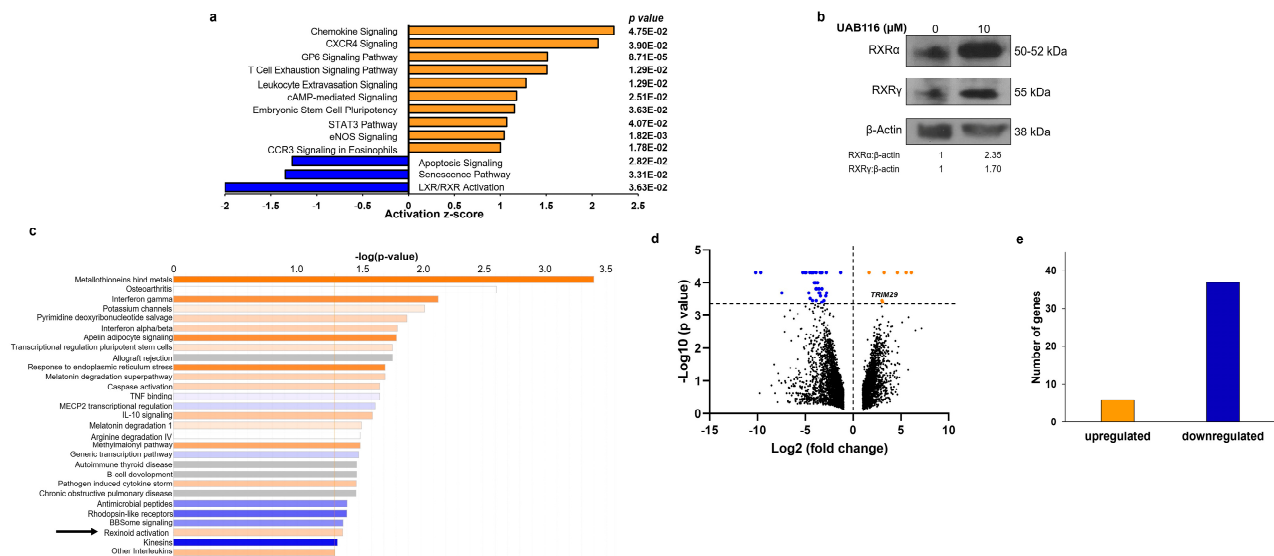 a
p value
Chemokine Signaling 4.75E-02
CXCR4 Signaling 3.90E-02
GP6 Signaling Pathway 8.71E-05
T Cell Exhaustion Signaling Pathway 1.29E-02
Leukocyte Extravasation Signaling 1.29E-02
cAMP-mediated Signaling 2.51E-02
Embryonic Stem Cell Pluripotency 3.63E-02
STAT3 Pathway 4.07E-02
eNOS Signaling 1.82E-03
CCR3 Signaling in Eosinophils 1.78E-02
Apoptosis Signaling 2.82E-02
Senescence Pathway 3.31E-02
LXR/RXR Activation 3.63E-02
-2 -1.5 -1 -0.5 0 0.5 1 1.5 2 2.5
Activation z-score
b
UAB116 (µM) 0 10
RXRα 50-52 kDa
RXRγ 55 kDa
β-Actin 38 kDa
RXRα:β-actin 1 2.35
RXRγ:β-actin 1 1.70
c
-log(p-value)
0 1.0 2.0 2.5 3.0 3.5
Metallothioneins bind metals
Osteoarthritis
Interferon gamma
Potassium channels
Pyrimidine deoxyribonucleotide salvage
Interferon alpha/beta
Apelin adipocyte signaling
Transcriptional regulation pluripotent stem cells
Allograft rejection
Response to endoplasmic reticulum stress
Melatonin degradation superpathway
Caspase activation
TNF binding
MECP2 transcriptional regulation
IL-10 signaling
Melatonin degradation 1
Arginine degradation IV
Methylmalonyl pathway
Generic transcription pathway
Autoimmune thyroid disease
B cell development
Pathogen induced cytokine storm
Chronic obstructive pulmonary disease
Antimicrobial peptides
Rhodopsin-like receptors
BBSome signaling
Rexinoid activation
Kinesins
Other Interleukins
d
-Log10 (p value)
5
4
3
2
1
0
TRIM29
-15 -10 -5 0 5 10
Log2 (fold change)
e
Number of genes
40
30
20
10
0
upregulated downregulated